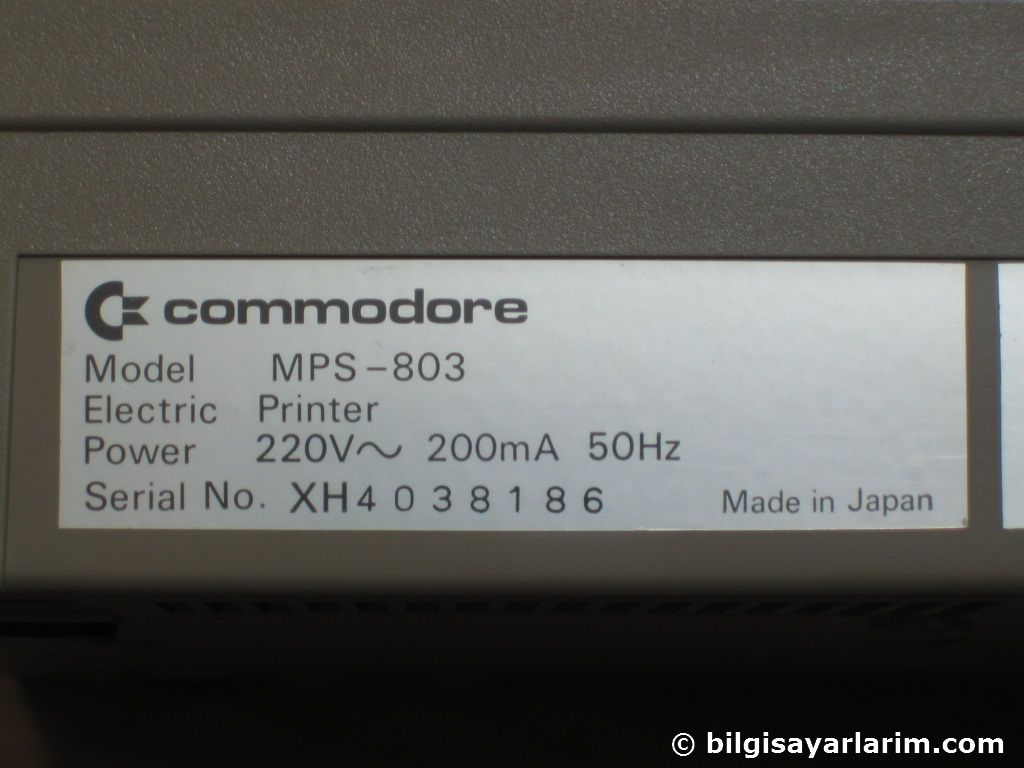 commodore
Model MPS-803
Electric Printer
Power 220V~ 200mA 50Hz
Serial No. XH4038186 Made in Japan
© bilgisayarlarim.com